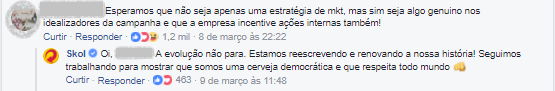 Esperamos que não seja apenas uma estratégia de mkt, mas sim seja algo genuino nos
idealizadores da campanha e que a empresa incentive ações internas também!
Curtir · Responder · 1,2 mil · 8 de março às 22:22
Skol Oi, A evolução não para. Estamos reescrevendo e renovando a nossa história! Seguimos
trabalhando para mostrar que somos uma cerveja democrática e que respeita todo mundo 👊
Curtir · Responder · 463 · 9 de março às 11:48